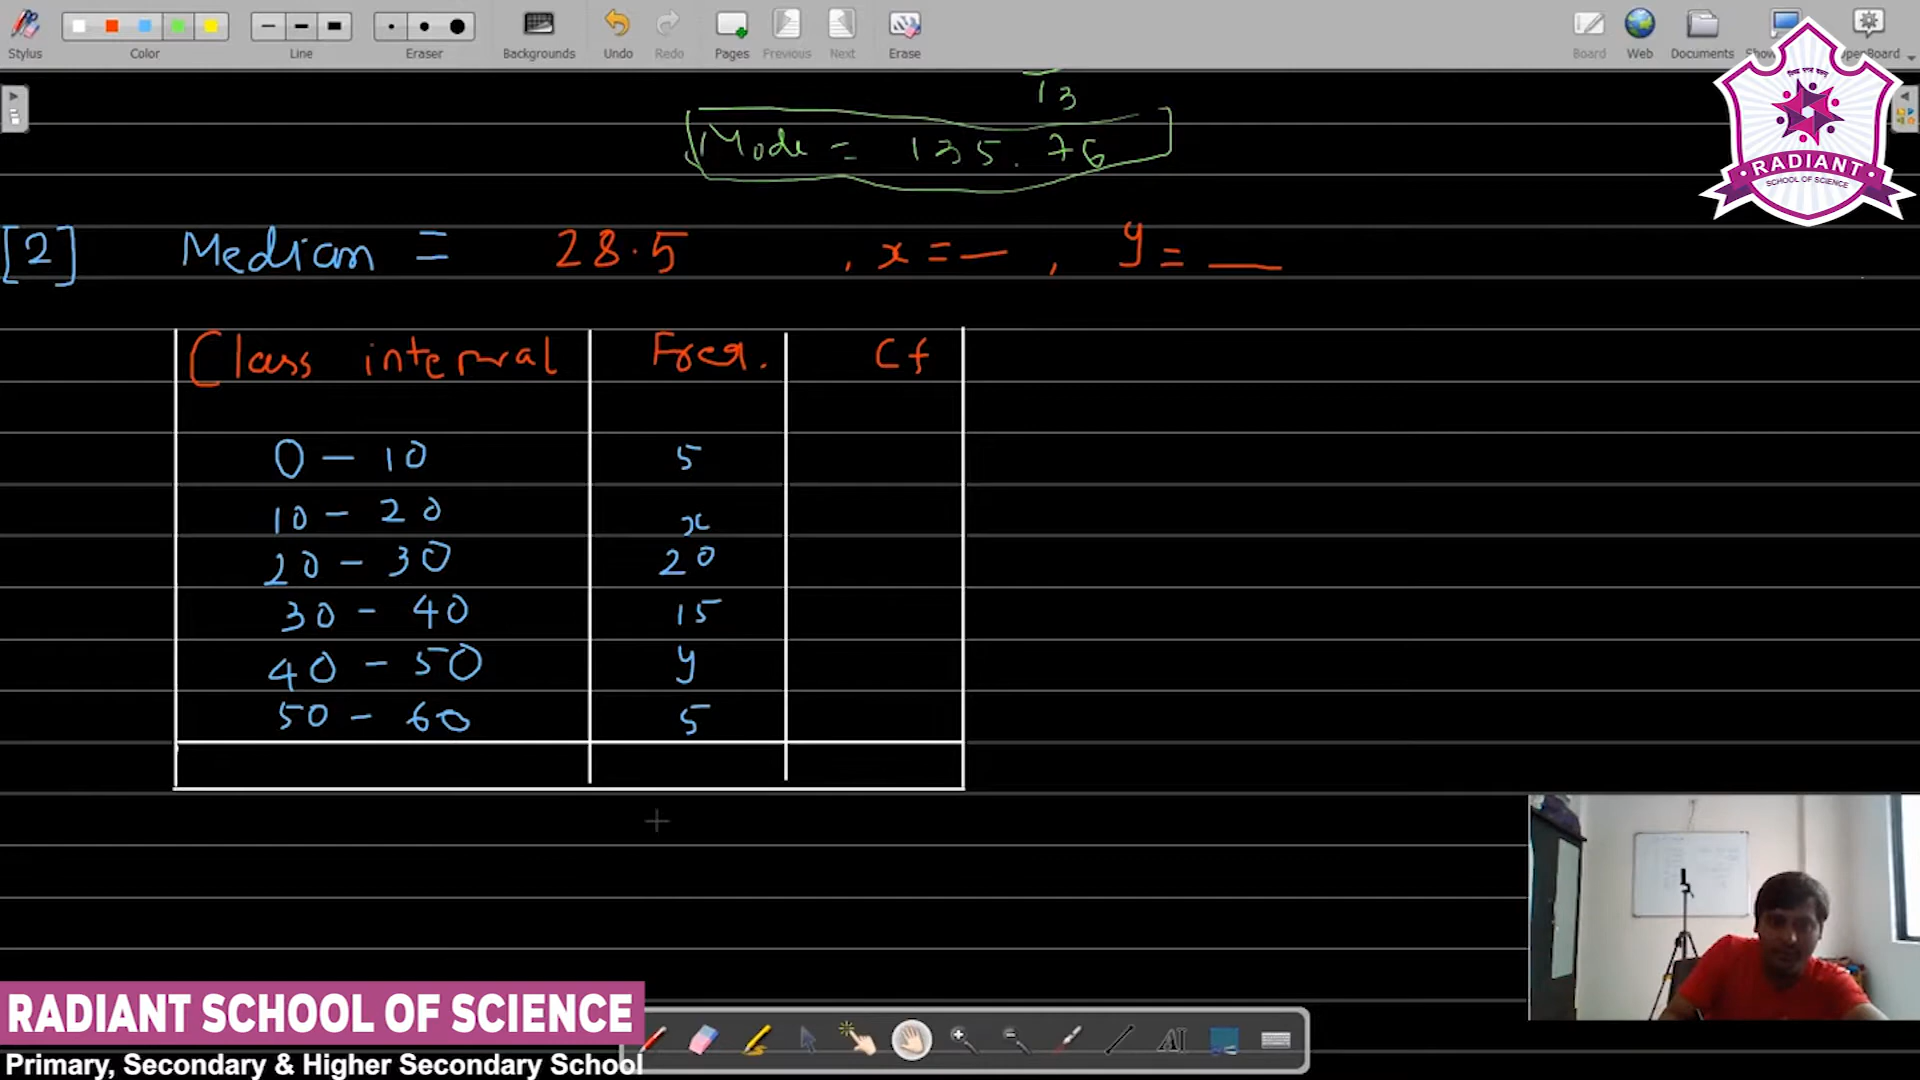 Stylus
Color
Line
Eraser
Backgrounds
Undo
Redo
Pages
Previous
Next
Erase
Board
Web
Documents
RADIANT
SCHOOL OF SCIENCE
13
Mode = 135.76
[2] Median = 28.5 , x = — , y = __
Class interval Freq. Cf
0 - 10 5
10 - 20 x
20 - 30 20
30 - 40 15
40 - 50 y
50 - 60 5
RADIANT SCHOOL OF SCIENCE
Primary, Secondary & Higher Secondary School